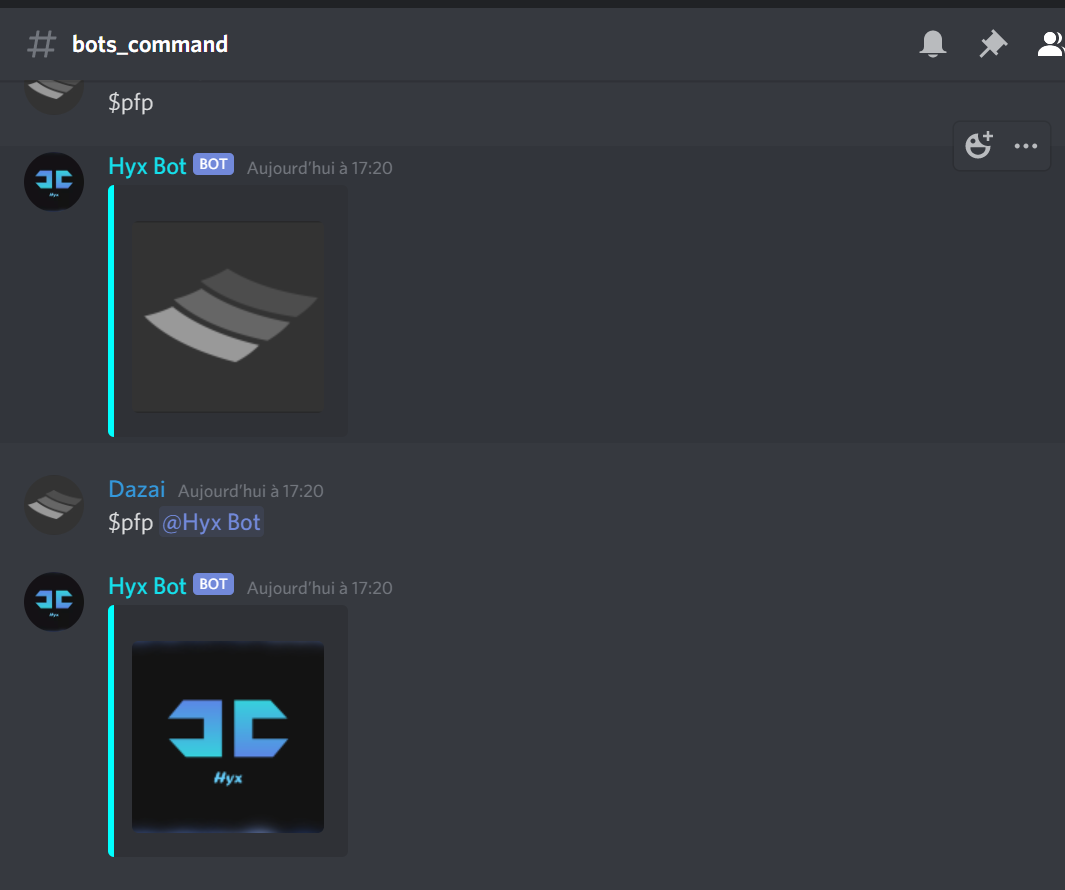 bots_command
$pfp
Hyx Bot BOT Aujourd'hui à 17:20
Dazai Aujourd'hui à 17:20
$pfp @Hyx Bot
Hyx Bot BOT Aujourd'hui à 17:20
Hyx